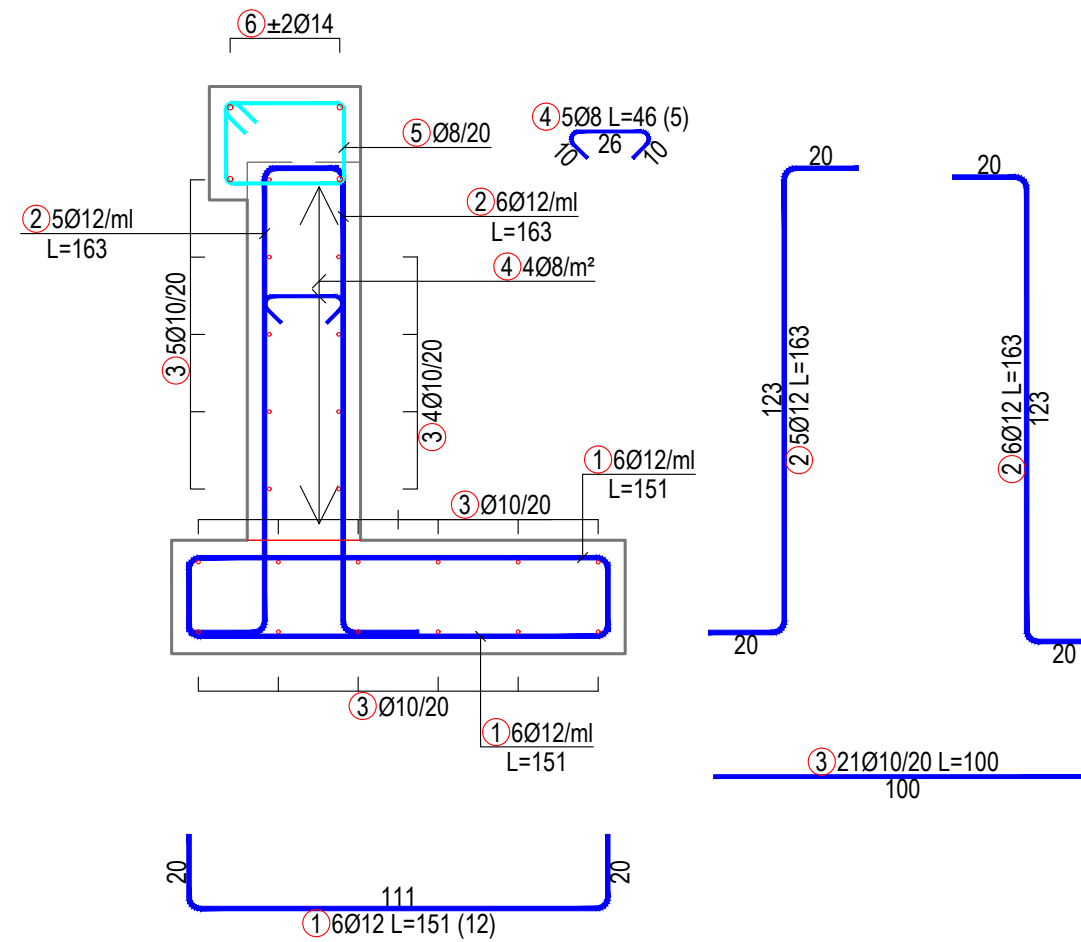 6 ±2Ø14
4 5Ø8 L=46 (5)
10 26 10
5 Ø8/20
2 5Ø12/ml
L=163
2 6Ø12/ml
L=163
4 4Ø8/m²
3 5Ø10/20
3 4Ø10/20
1 6Ø12/ml
L=151
3 Ø10/20
3 Ø10/20
1 6Ø12/ml
L=151
20
123
2 5Ø12 L=163
20
20
123
2 6Ø12 L=163
20
3 21Ø10/20 L=100
100
20
111
20
1 6Ø12 L=151 (12)